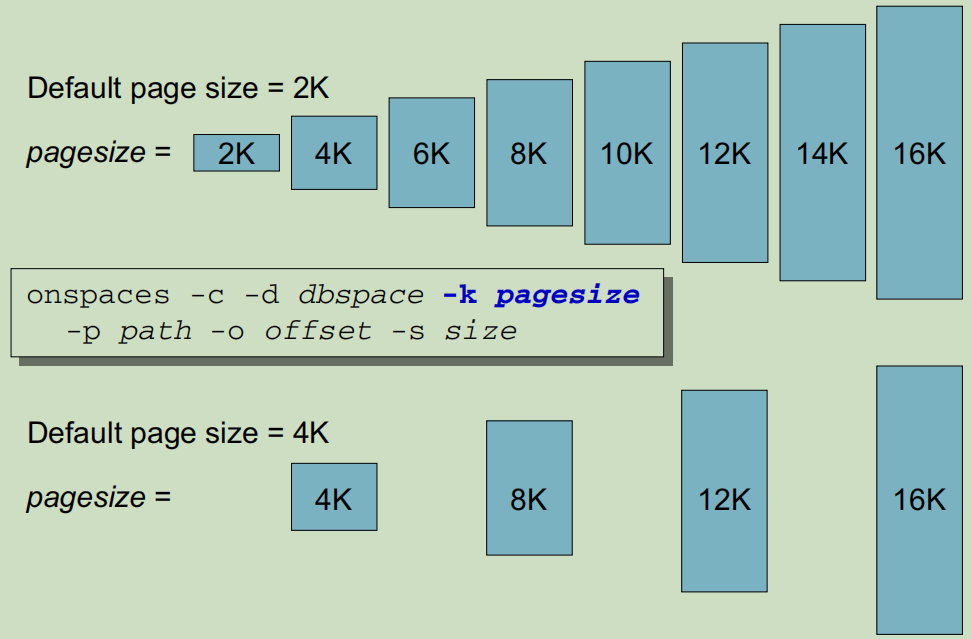 Default page size = 2K
pagesize = 2K 4K 6K 8K 10K 12K 14K 16K
onspaces -c -d dbspace -k pagesize
-p path -o offset -s size
Default page size = 4K
pagesize = 4K 8K 12K 16K